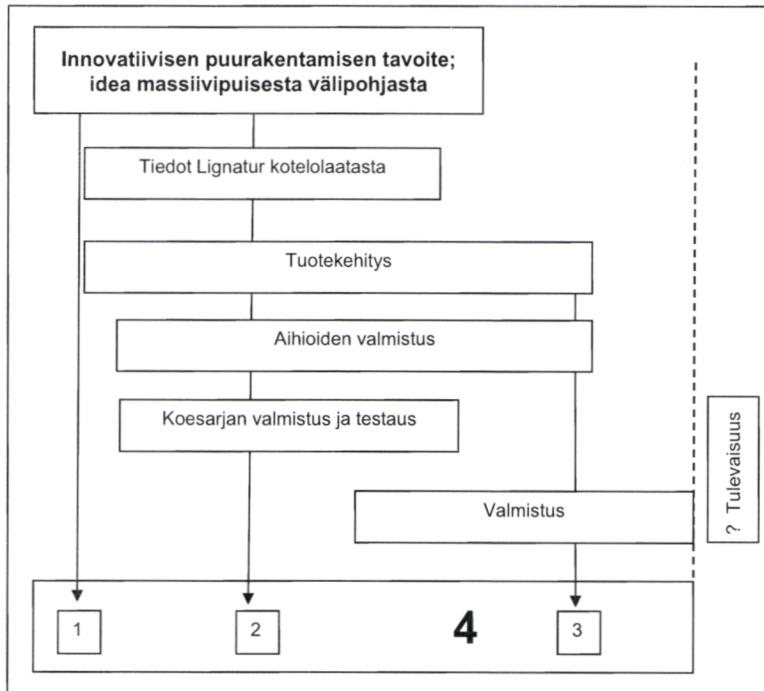 Innovatiivisen puurakentamisen tavoite;
idea massiivipuisesta välipohjasta
Tiedot Lignatur kotelolaatasta
Tuotekehitys
Aihioiden valmistus
Koesarjan valmistus ja testaus
Valmistus
? Tulevaisuus
1
2
4
3